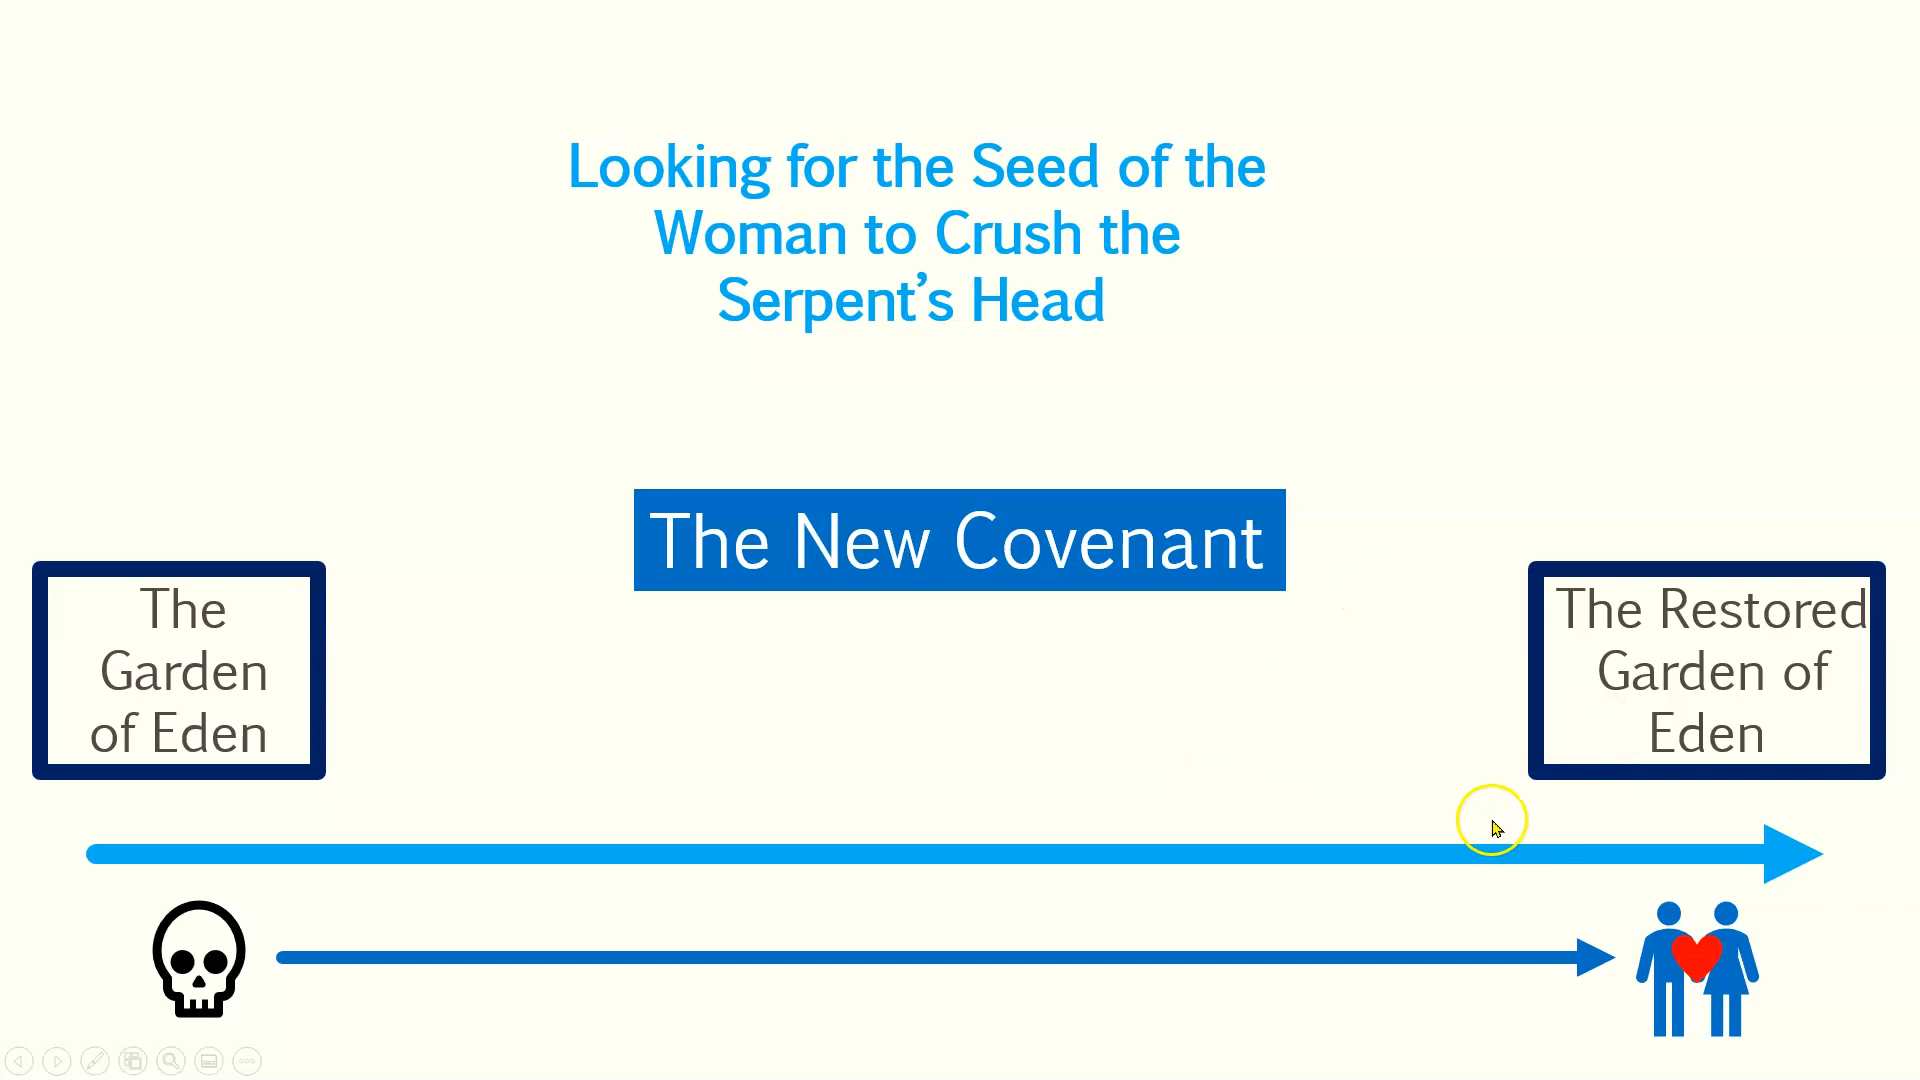 Looking for the Seed of the
Woman to Crush the
Serpent’s Head
The New Covenant
The
Garden
of Eden
The Restored
Garden of
Eden